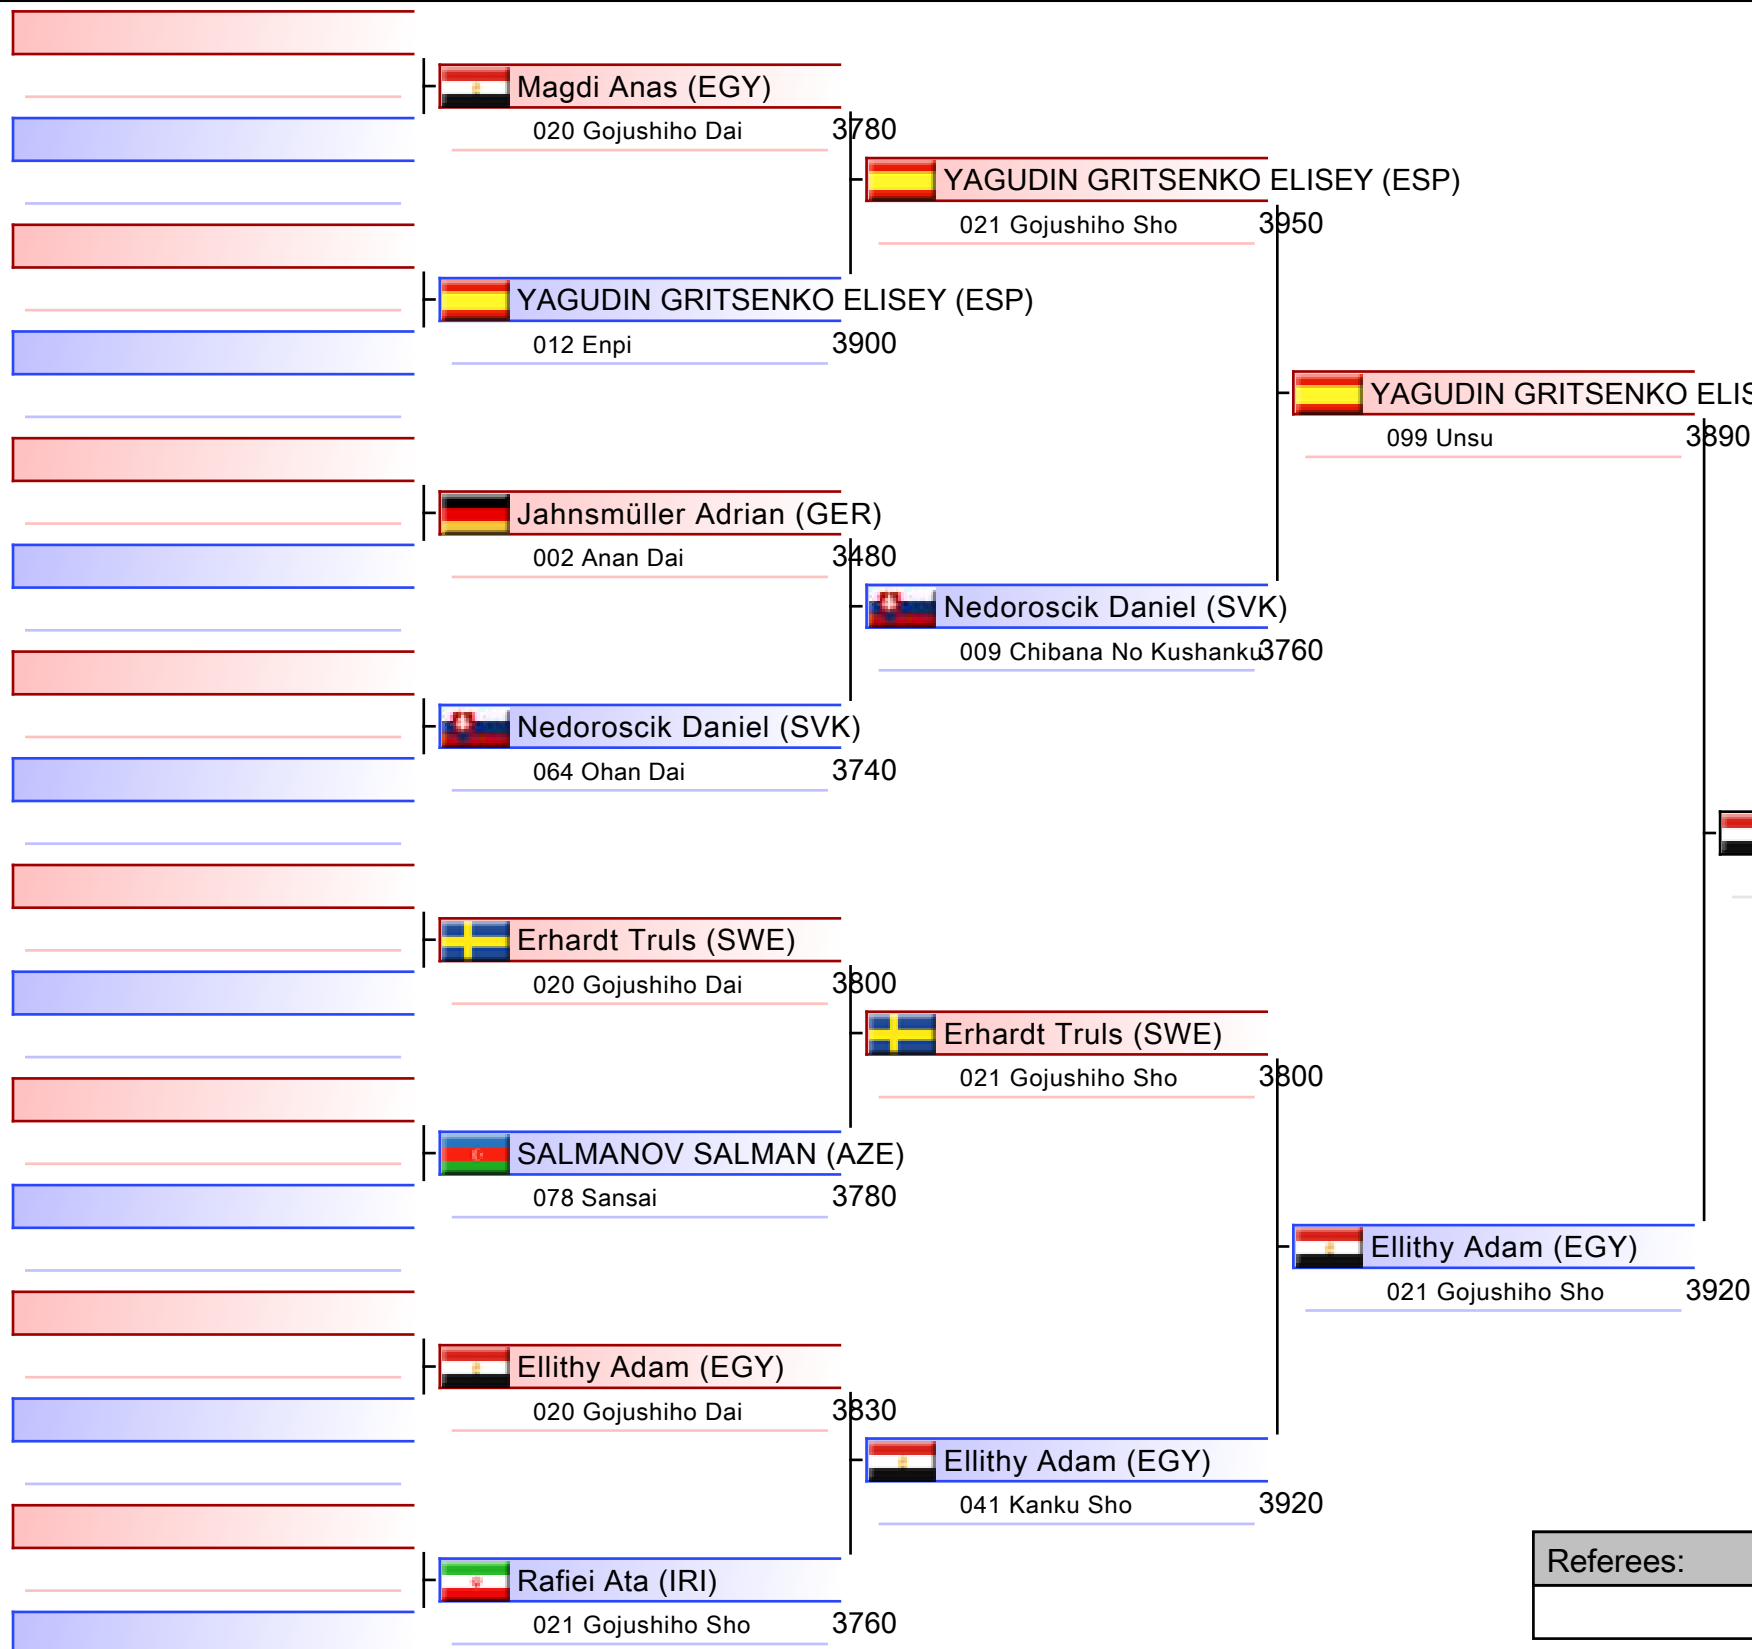 Magdi Anas (EGY)
020 Gojushiho Dai 3780
YAGUDIN GRITSENKO ELISEY (ESP)
021 Gojushiho Sho 3950
YAGUDIN GRITSENKO ELISEY (ESP)
012 Enpi 3900
YAGUDIN GRITSENKO ELIS
099 Unsu 3890
Jahnsmüller Adrian (GER)
002 Anan Dai 3480
Nedoroscik Daniel (SVK)
009 Chibana No Kushanku 3760
Nedoroscik Daniel (SVK)
064 Ohan Dai 3740
Erhardt Truls (SWE)
020 Gojushiho Dai 3800
Erhardt Truls (SWE)
021 Gojushiho Sho 3800
SALMANOV SALMAN (AZE)
078 Sansai 3780
Ellithy Adam (EGY)
021 Gojushiho Sho 3920
Ellithy Adam (EGY)
020 Gojushiho Dai 3830
Ellithy Adam (EGY)
041 Kanku Sho 3920
Referees:
Rafiei Ata (IRI)
021 Gojushiho Sho 3760